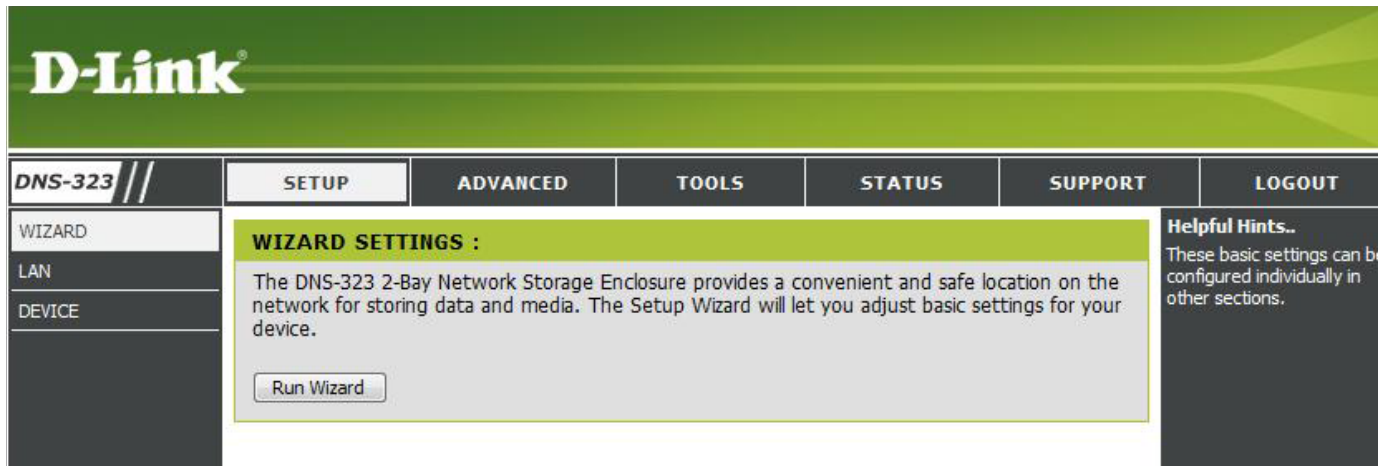 D-Link®
DNS-323
SETUP
ADVANCED
TOOLS
STATUS
SUPPORT
LOGOUT
WIZARD
LAN
DEVICE
WIZARD SETTINGS :
The DNS-323 2-Bay Network Storage Enclosure provides a convenient and safe location on the
network for storing data and media. The Setup Wizard will let you adjust basic settings for your
device.
Run Wizard
Helpful Hints..
These basic settings can be
configured individually in
other sections.